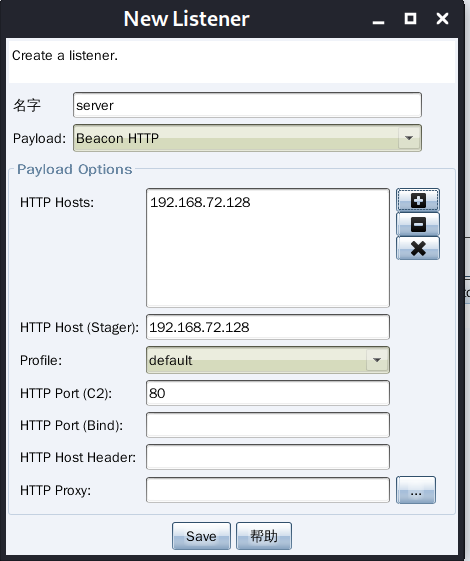 New Listener
Create a listener.
名字 server
Payload: Beacon HTTP
Payload Options
HTTP Hosts: 192.168.72.128
HTTP Host (Stager): 192.168.72.128
Profile: default
HTTP Port (C2): 80
HTTP Port (Bind):
HTTP Host Header:
HTTP Proxy: ...
Save 帮助